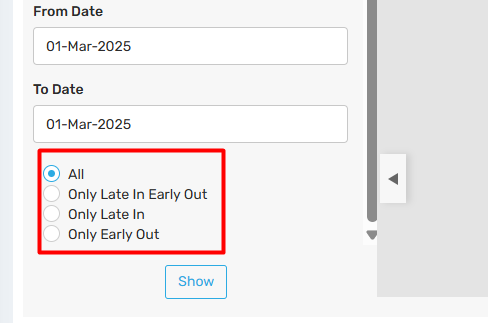 From Date
01-Mar-2025
To Date
01-Mar-2025
All
Only Late In Early Out
Only Late In
Only Early Out
Show